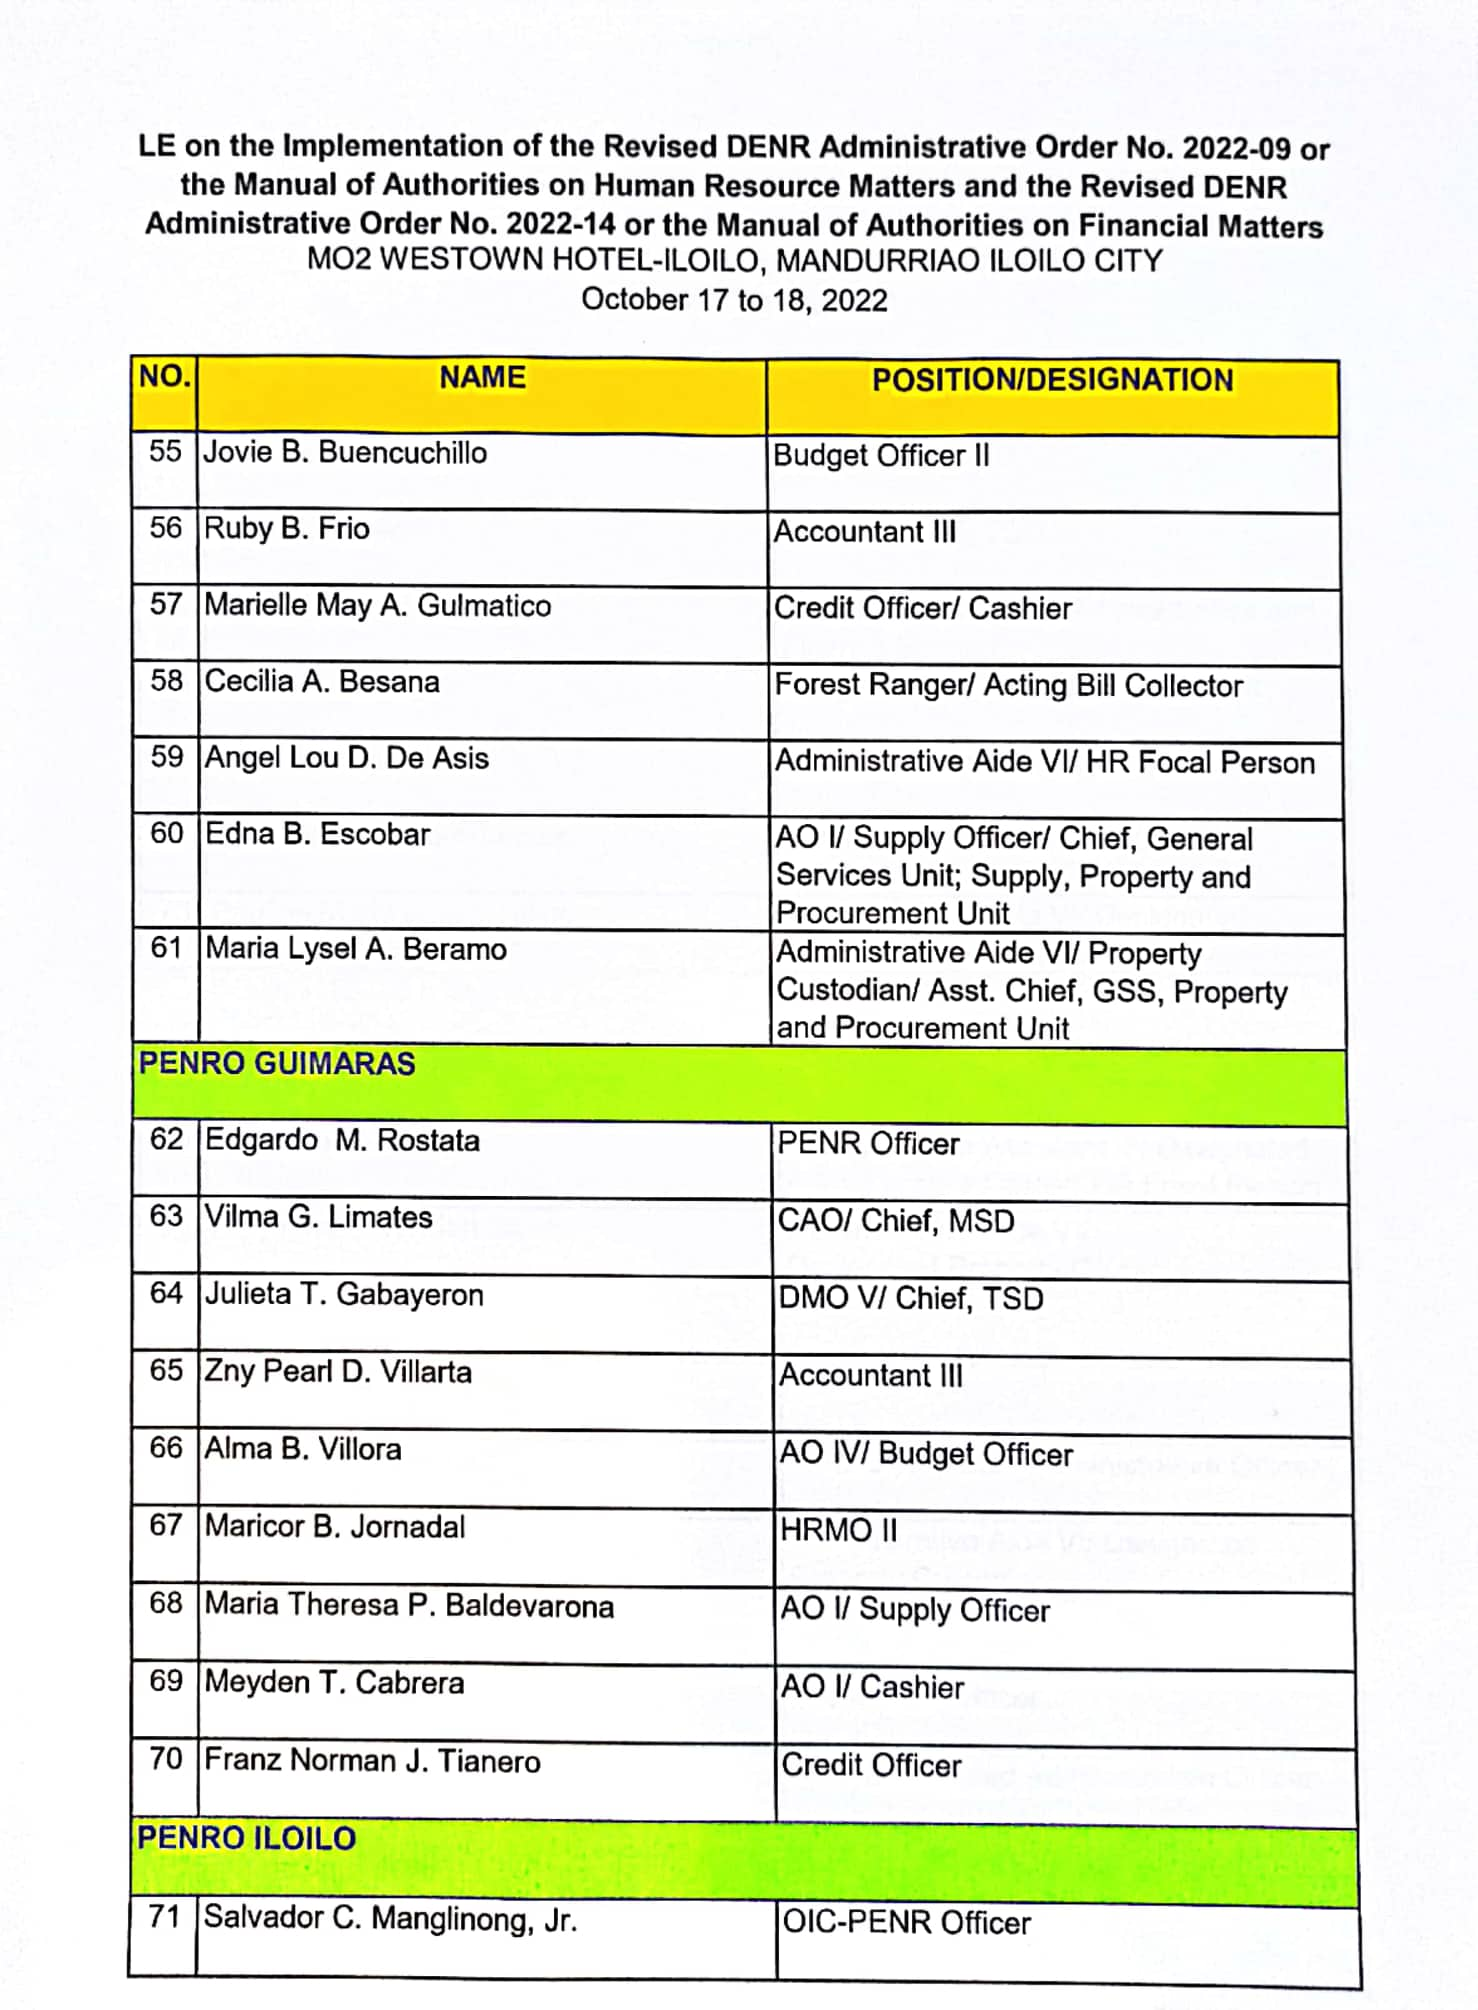 LE on the Implementation of the Revised DENR Administrative Order No. 2022-09 or
the Manual of Authorities on Human Resource Matters and the Revised DENR
Administrative Order No. 2022-14 or the Manual of Authorities on Financial Matters
MO2 WESTOWN HOTEL-ILOILO, MANDURRIAO ILOILO CITY
October 17 to 18, 2022
NO. NAME POSITION/DESIGNATION
55 Jovie B. Buencuchillo Budget Officer II
56 Ruby B. Frio Accountant III
57 Marielle May A. Gulmatico Credit Officer/ Cashier
58 Cecilia A. Besana Forest Ranger/ Acting Bill Collector
59 Angel Lou D. De Asis Administrative Aide VI/ HR Focal Person
60 Edna B. Escobar AO I/ Supply Officer/ Chief, General
Services Unit; Supply, Property and
Procurement Unit
61 Maria Lysel A. Beramo Administrative Aide VI/ Property
Custodian/ Asst. Chief, GSS, Property
and Procurement Unit
PENRO GUIMARAS
62 Edgardo M. Rostata PENR Officer
63 Vilma G. Limates CAO/ Chief, MSD
64 Julieta T. Gabayeron DMO V/ Chief, TSD
65 Zny Pearl D. Villarta Accountant III
66 Alma B. Villora AO IV/ Budget Officer
67 Maricor B. Jornadal HRMO II
68 Maria Theresa P. Baldevarona AO I/ Supply Officer
69 Meyden T. Cabrera AO I/ Cashier
70 Franz Norman J. Tianero Credit Officer
PENRO ILOILO
71 Salvador C. Manglinong, Jr. OIC-PENR Officer